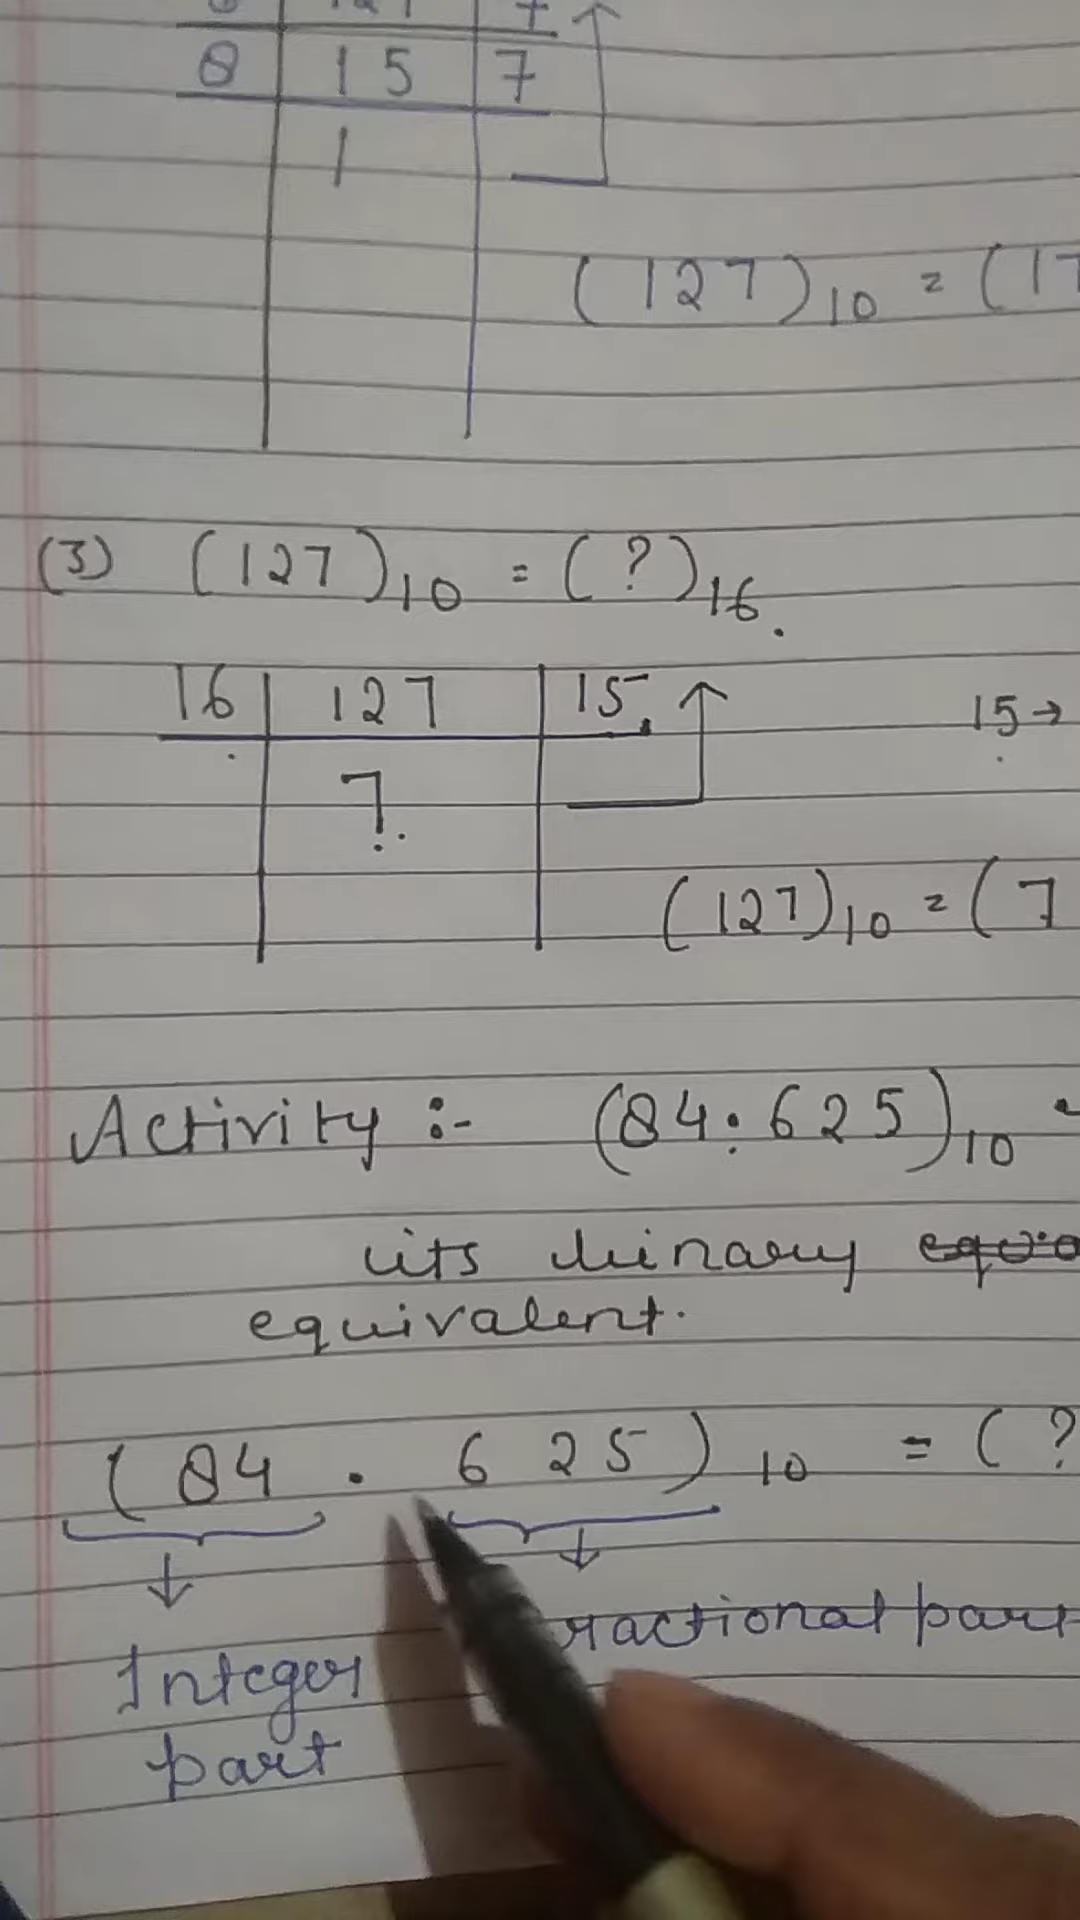 8 | 15 | 7
1
(127)10 = (17
(3) (127)10 = (?)16.
16 | 127 | 15.
15→
7
(127)10 = (7
Activity :- (84.625)10
its binary
equivalent.
(84 . 625)10 = (?
Integer
part
ractional part